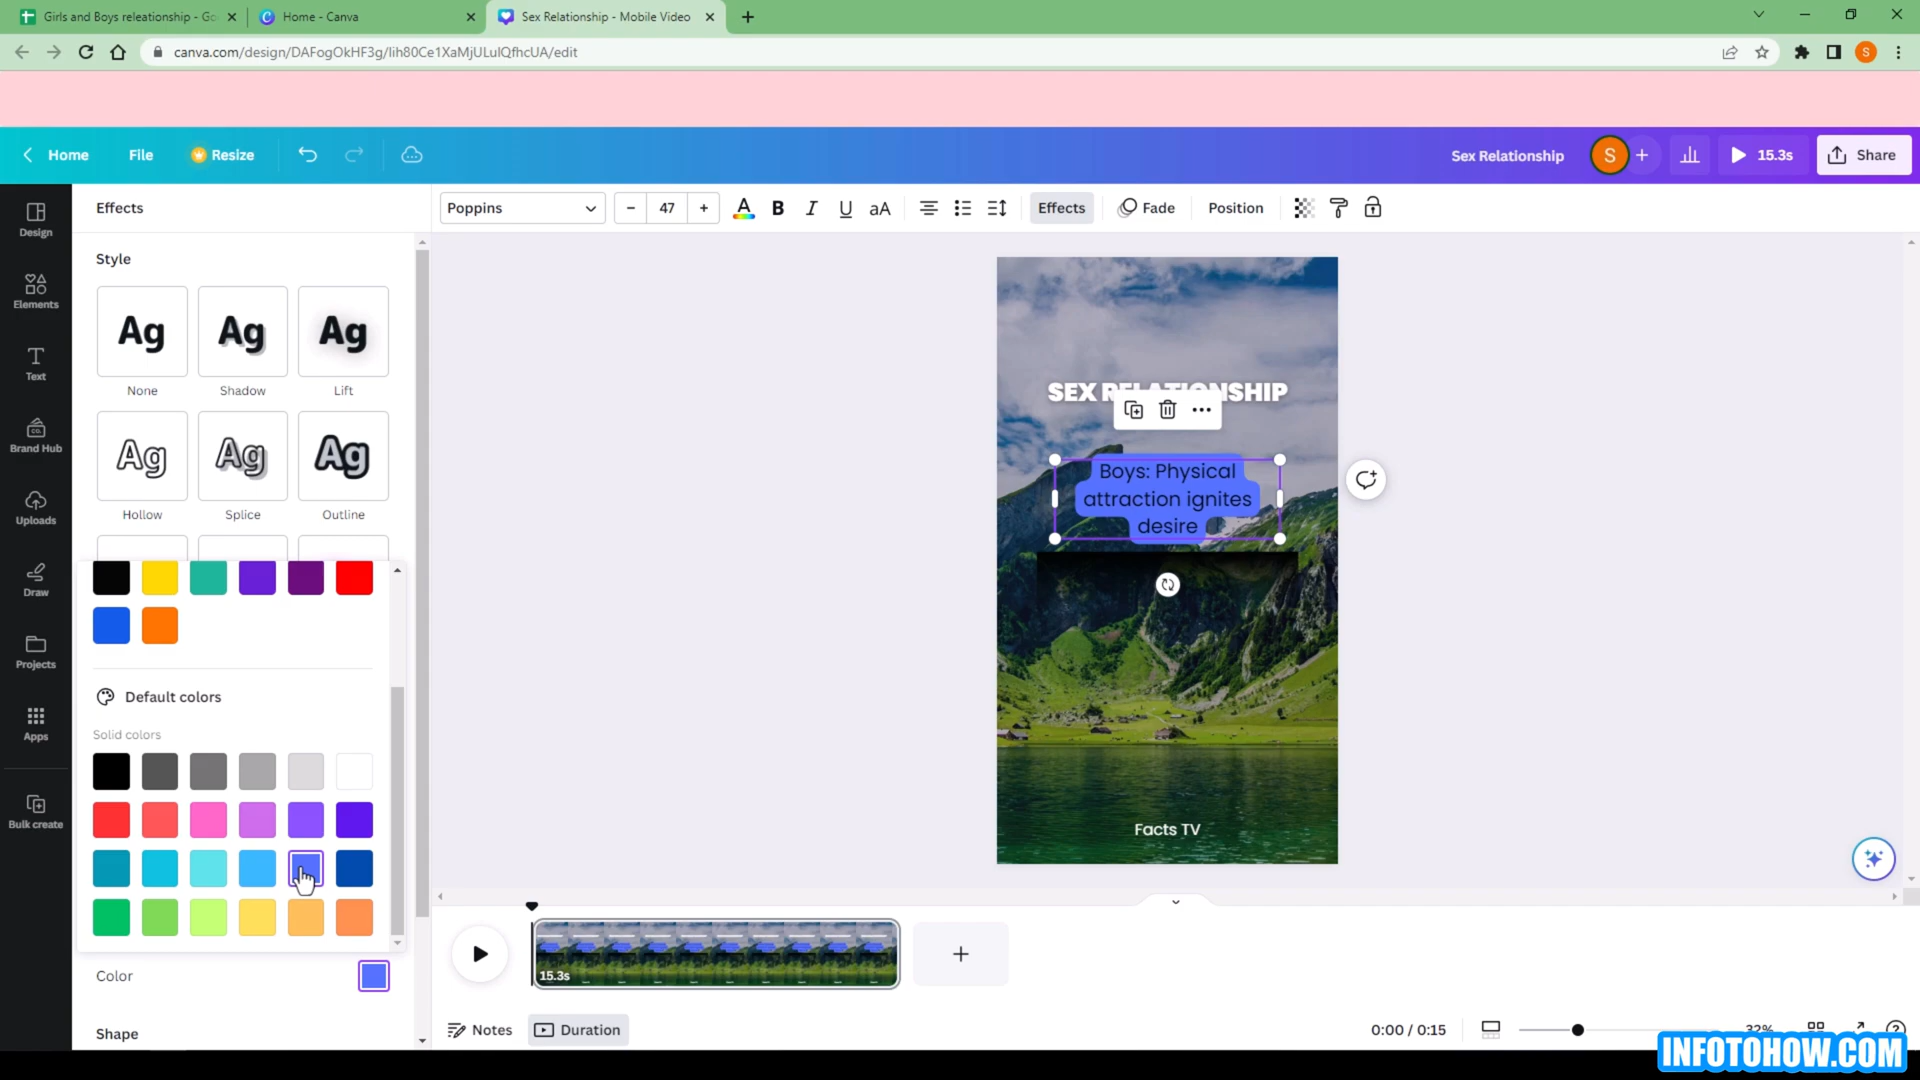 Girls and Boys releationship - Go
Home - Canva
Sex Relationship - Mobile Video
canva.com/design/DAFogOkHF3g/Iih80Ce1XaMjULulQfhcUA/edit
S
Home
File
Resize
Sex Relationship
S
15.3s
Share
Design
Elements
Text
Brand Hub
Uploads
Draw
Projects
Apps
Bulk create
Effects
Style
Ag
Ag
Ag
None
Shadow
Lift
Ag
Ag
Ag
Hollow
Splice
Outline
Default colors
Solid colors
Color
Shape
Poppins
47
A
B
I
U
aA
Effects
Fade
Position
SEX RELATIONSHIP
Boys: Physical
attraction ignites
desire
Facts TV
15.3s
Notes
Duration
0:00 / 0:15
32%
INFOTOHOW.COM